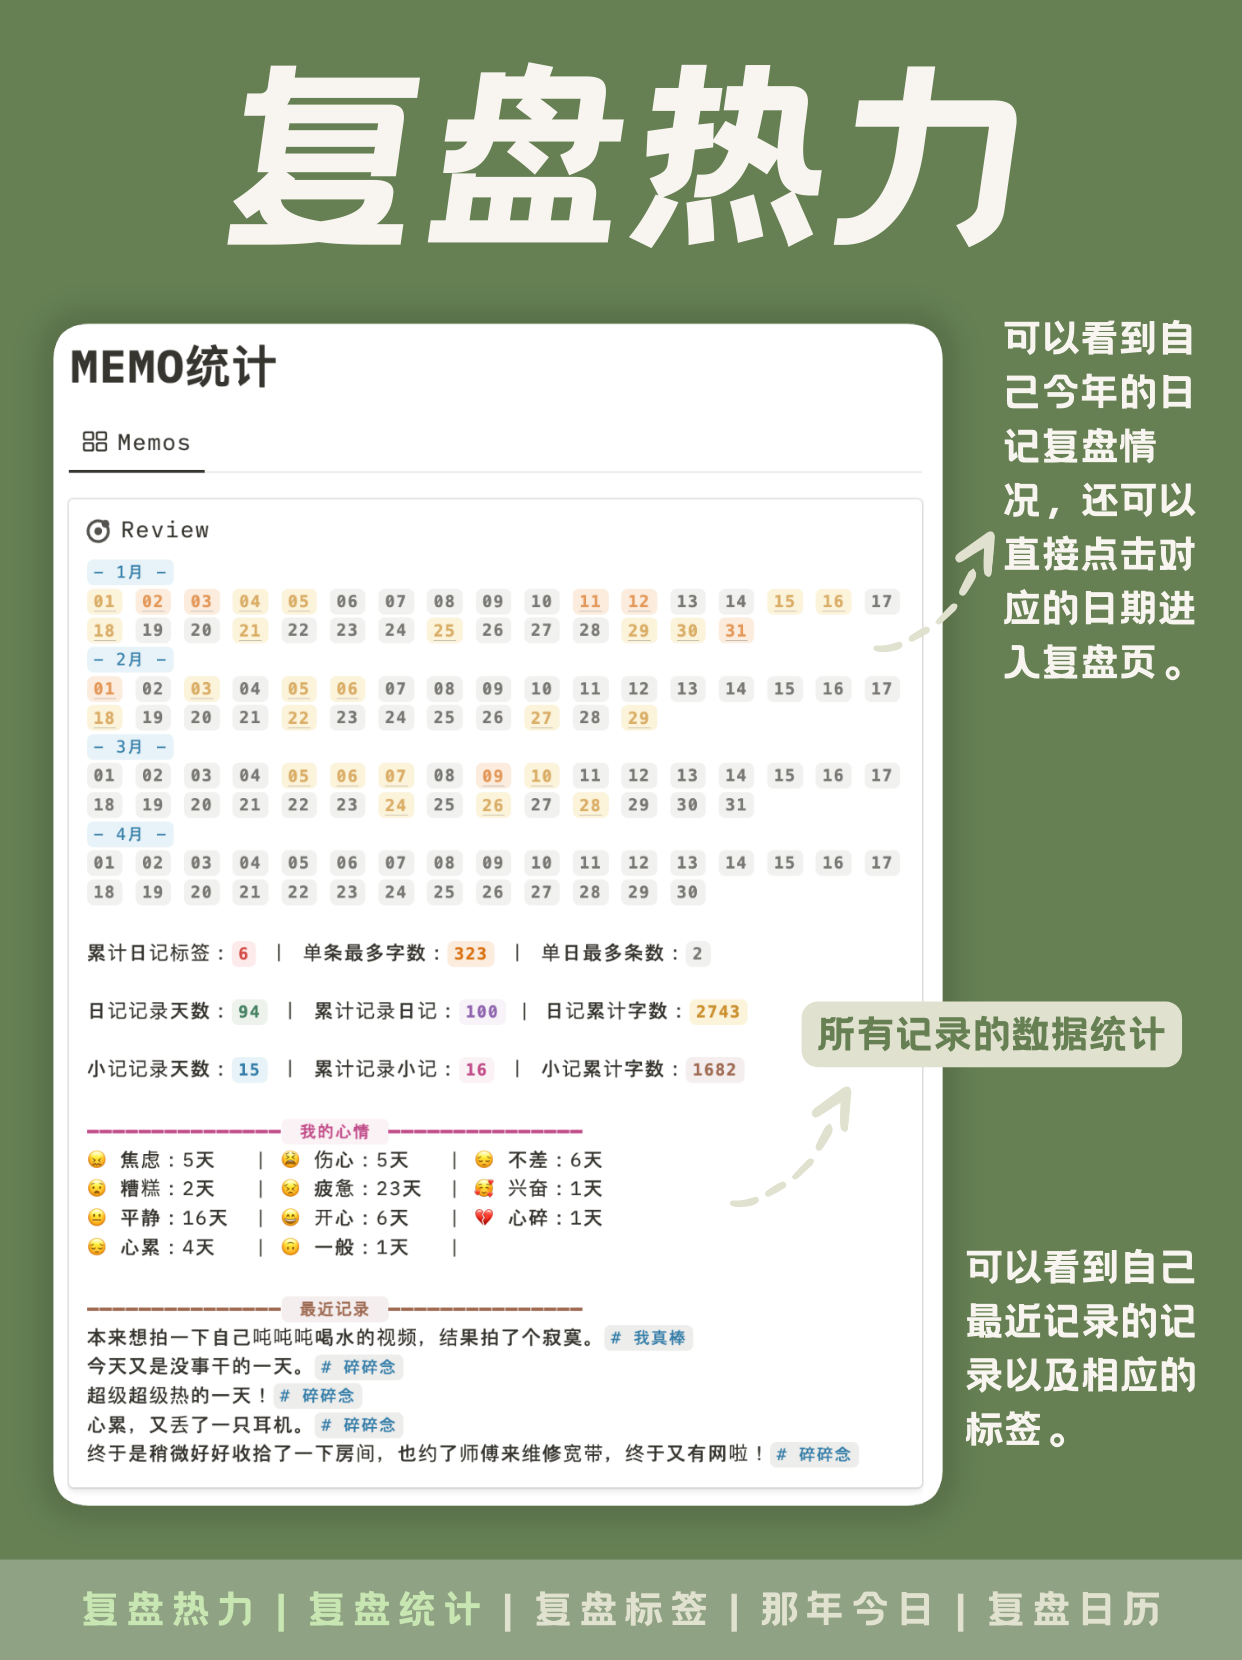 复盘热力
MEMO统计
Memos
Review
- 1月 -
01 02 03 04 05 06 07 08 09 10 11 12 13 14 15 16 17
18 19 20 21 22 23 24 25 26 27 28 29 30 31
- 2月 -
01 02 03 04 05 06 07 08 09 10 11 12 13 14 15 16 17
18 19 20 21 22 23 24 25 26 27 28 29
- 3月 -
01 02 03 04 05 06 07 08 09 10 11 12 13 14 15 16 17
18 19 20 21 22 23 24 25 26 27 28 29 30 31
- 4月 -
01 02 03 04 05 06 07 08 09 10 11 12 13 14 15 16 17
18 19 20 21 22 23 24 25 26 27 28 29 30
累计日记标签：6 | 单条最多字数：323 | 单日最多条数：2
日记记录天数：94 | 累计记录日记：100 | 日记累计字数：2743
小记记录天数：15 | 累计记录小记：16 | 小记累计字数：1682
我的心情
😖 焦虑：5天 | 😫 伤心：5天 | 😔 不差：6天
😧 糟糕：2天 | 😣 疲惫：23天 | 🥰 兴奋：1天
😐 平静：16天 | 😄 开心：6天 | 💔 心碎：1天
😔 心累：4天 | 🙃 一般：1天 |
最近记录
本来想拍一下自己吨吨吨喝水的视频，结果拍了个寂寞。# 我真棒
今天又是没事干的一天。# 碎碎念
超级超级热的一天！# 碎碎念
心累，又丢了一只耳机。# 碎碎念
终于是稍微好好收拾了一下房间，也约了师傅来维修宽带，终于又有网啦！# 碎碎念
可以看到自
己今年的日
记复盘情
况，还可以
直接点击对
应的日期进
入复盘页。
所有记录的数据统计
可以看到自己
最近记录的记
录以及相应的
标签。
复盘热力 | 复盘统计 | 复盘标签 | 那年今日 | 复盘日历